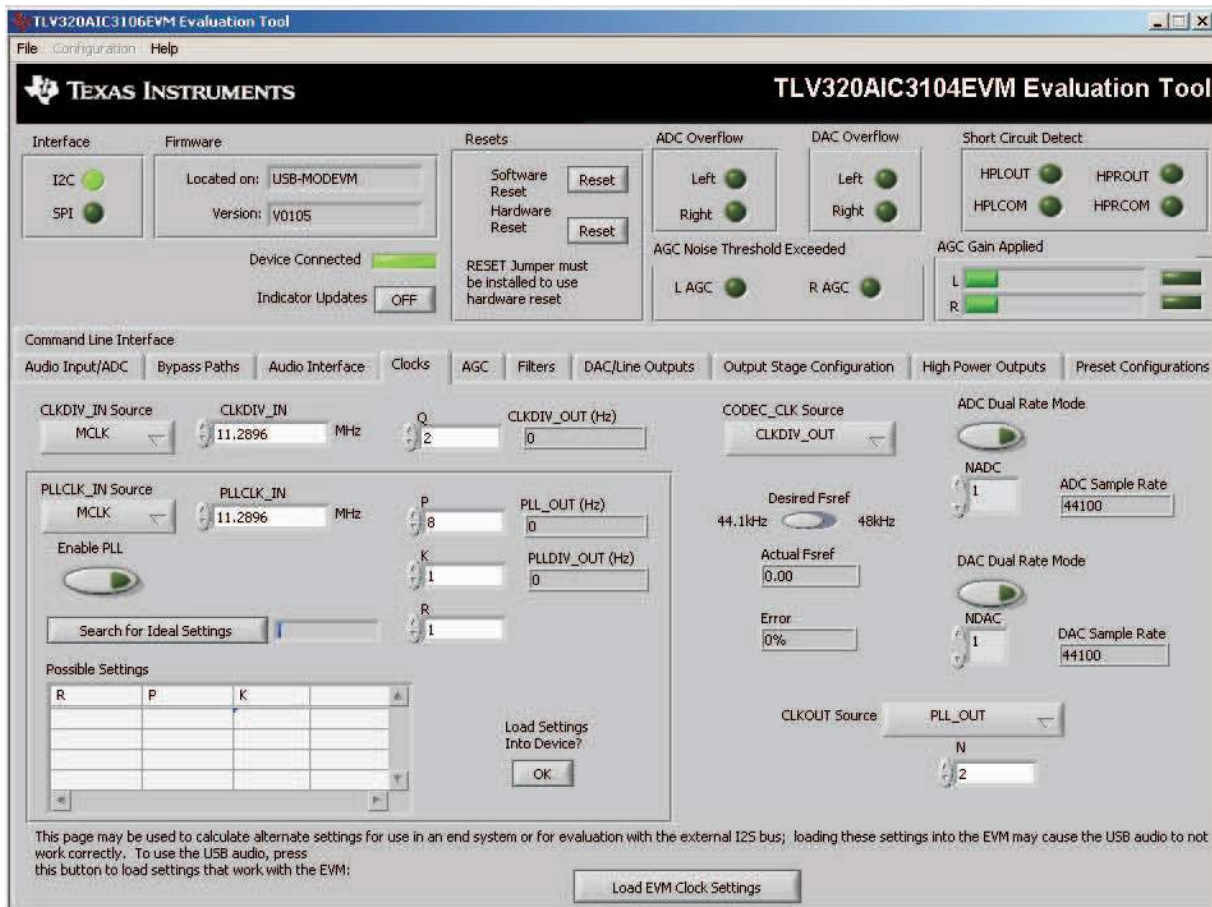 TLV320AIC3106EVM Evaluation Tool
File Configuration Help
TEXAS INSTRUMENTS
TLV320AIC3104EVM Evaluation Tool
Interface
I2C
SPI
Firmware
Located on: USB-MODEVM
Version: V0105
Device Connected
Indicator Updates OFF
Resets
Software
Reset
Reset
Hardware
Reset
Reset
RESET Jumper must
be installed to use
hardware reset
ADC Overflow
Left
Right
DAC Overflow
Left
Right
Short Circuit Detect
HPLOUT HPROUT
HPLCOM HPRCOM
AGC Noise Threshold Exceeded
L AGC R AGC
AGC Gain Applied
L
R
Command Line Interface
Audio Input/ADC Bypass Paths Audio Interface Clocks AGC Filters DAC/Line Outputs Output Stage Configuration High Power Outputs Preset Configurations
CLKDIV_IN Source
MCLK
CLKDIV_IN
11.2896 MHz
Q
2
CLKDIV_OUT (Hz)
0
PLLCLK_IN Source
MCLK
PLLCLK_IN
11.2896 MHz
P
8
PLL_OUT (Hz)
0
Enable PLL
K
1
PLLDIV_OUT (Hz)
0
R
1
Search for Ideal Settings
Possible Settings
R P K
Load Settings
Into Device?
OK
CODEC_CLK Source
CLKDIV_OUT
Desired Fsref
44.1kHz 48kHz
Actual Fsref
0.00
Error
0%
ADC Dual Rate Mode
NADC
1
ADC Sample Rate
44100
DAC Dual Rate Mode
NDAC
1
DAC Sample Rate
44100
CLKOUT Source PLL_OUT
N
2
This page may be used to calculate alternate settings for use in an end system or for evaluation with the external I2S bus; loading these settings into the EVM may cause the USB audio to not
work correctly. To use the USB audio, press
this button to load settings that work with the EVM:
Load EVM Clock Settings